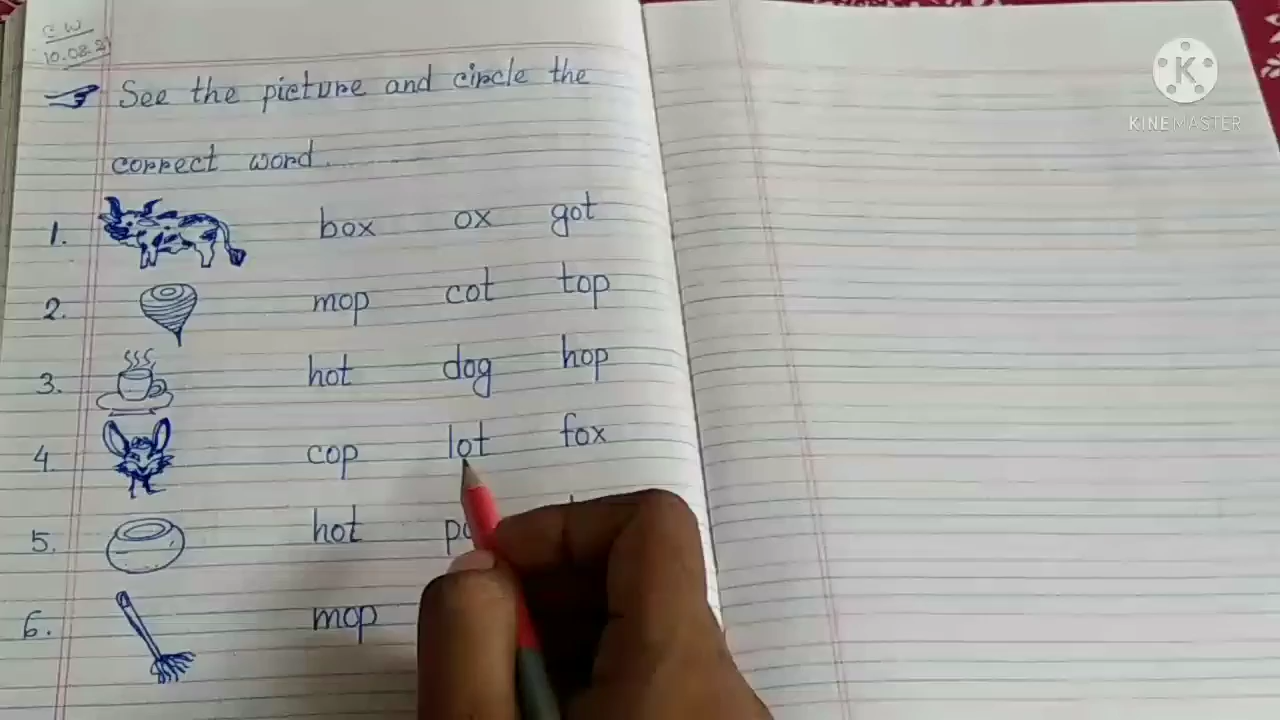 C W
10.08.21
See the picture and circle the
correct word.
1. box ox got
2. mop cot top
3. hot dog hop
4. cop lot fox
5. hot
6. mop
KINEMASTER